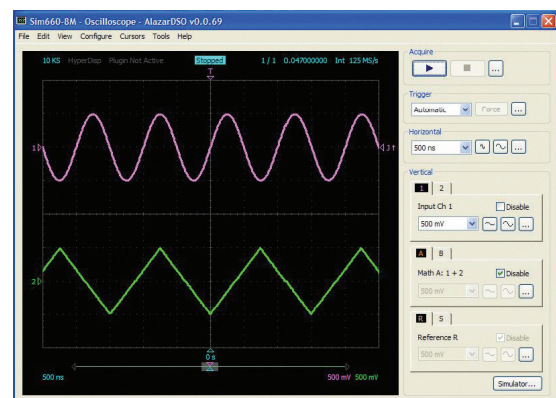 Sim660-8M - Oscilloscope - AlazarDSO v0.0.69
File Edit View Configure Cursors Tools Help
10 KS HyperDisp Plugin Not Active Stopped 1 / 1 0.047000000 Int 125 MS/s
T
1
J↑
2
0 s
500 ns 500 mV 500 mV
Acquire
...
Trigger
Automatic Force ...
Horizontal
500 ns ...
Vertical
1 2
Input Ch 1 Disable
500 mV ...
A B
Math A: 1 + 2 Disable
500 mV ...
R S
Reference R Disable
500 mV ...
Simulator...